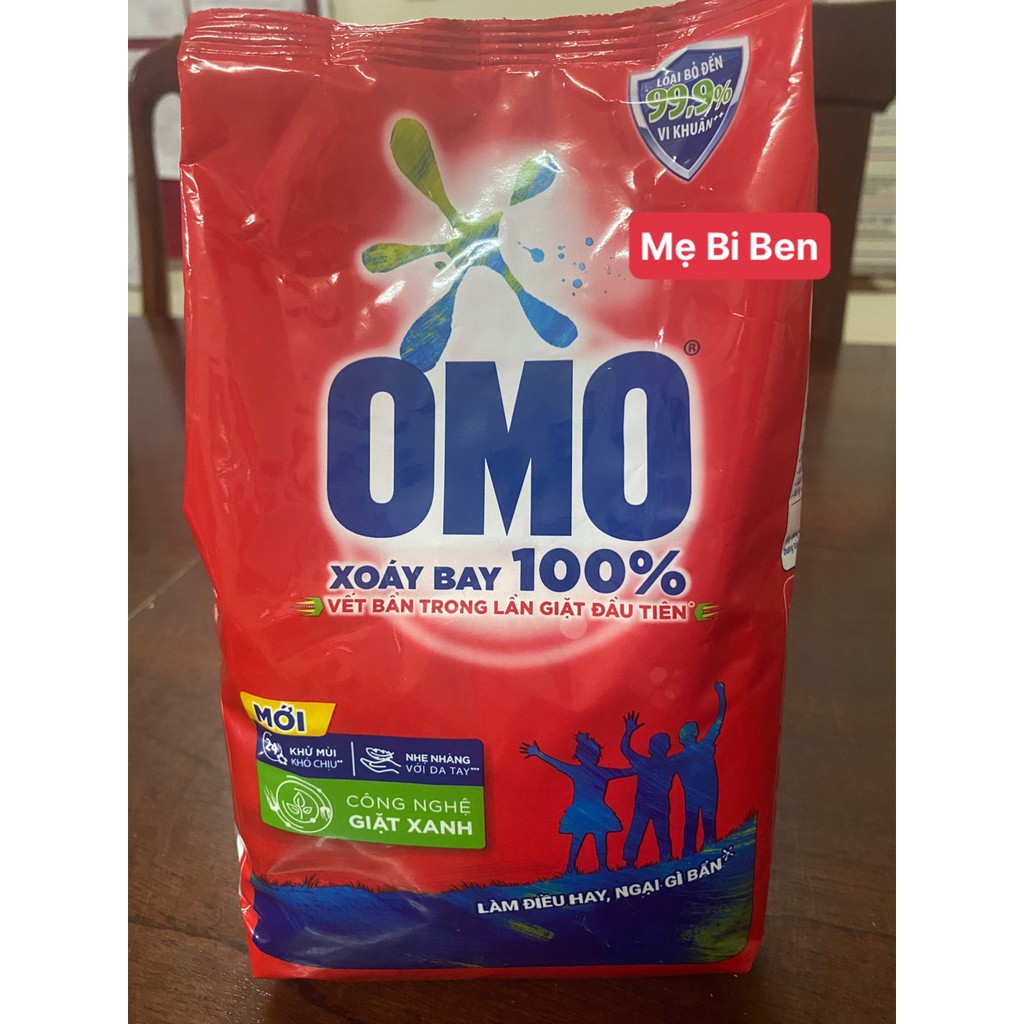 LOẠI BỎ ĐẾN
99,9%
VI KHUẨN++
Mẹ Bi Ben
OMO®
XOÁY BAY 100%
VẾT BẨN TRONG LẦN GIẶT ĐẦU TIÊN°
MỚI
24
KHỬ MÙI
KHÓ CHỊU**
NHẸ NHÀNG
VỚI DA TAY***
CÔNG NGHỆ
GIẶT XANH
LÀM ĐIỀU HAY, NGẠI GÌ BẨN